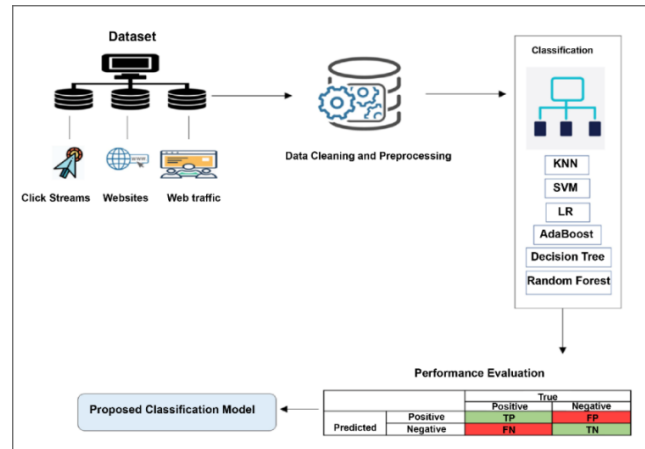 Dataset
Click Streams
Websites
Web traffic
Data Cleaning and Preprocessing
Classification
KNN
SVM
LR
AdaBoost
Decision Tree
Random Forest
Performance Evaluation
True
Positive Negative
Predicted Positive TP FP
Negative FN TN
Proposed Classification Model